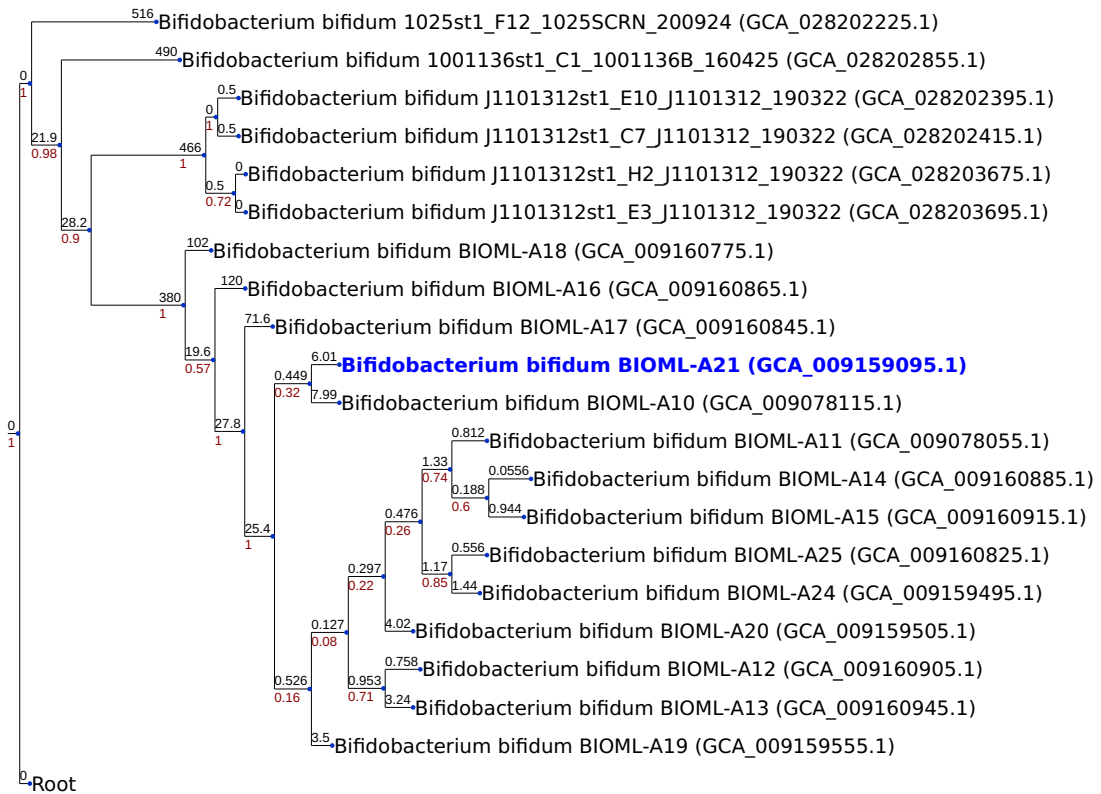 516 Bifidobacterium bifidum 1025st1_F12_1025SCRN_200924 (GCA_028202225.1)
490 Bifidobacterium bifidum 1001136st1_C1_1001136B_160425 (GCA_028202855.1)
0
1
0.5 Bifidobacterium bifidum J1101312st1_E10_J1101312_190322 (GCA_028202395.1)
0
1
0.5 Bifidobacterium bifidum J1101312st1_C7_J1101312_190322 (GCA_028202415.1)
21.9
0.98
466
1
0 Bifidobacterium bifidum J1101312st1_H2_J1101312_190322 (GCA_028203675.1)
0.5
0.72
0 Bifidobacterium bifidum J1101312st1_E3_J1101312_190322 (GCA_028203695.1)
28.2
0.9
102 Bifidobacterium bifidum BIOML-A18 (GCA_009160775.1)
120 Bifidobacterium bifidum BIOML-A16 (GCA_009160865.1)
380
1
71.6 Bifidobacterium bifidum BIOML-A17 (GCA_009160845.1)
19.6
0.57
6.01 Bifidobacterium bifidum BIOML-A21 (GCA_009159095.1)
0.449
0.32
7.99 Bifidobacterium bifidum BIOML-A10 (GCA_009078115.1)
27.8
1
0
1
0.812 Bifidobacterium bifidum BIOML-A11 (GCA_009078055.1)
1.33
0.74
0.0556 Bifidobacterium bifidum BIOML-A14 (GCA_009160885.1)
0.188
0.6
0.944 Bifidobacterium bifidum BIOML-A15 (GCA_009160915.1)
0.476
0.26
25.4
1
0.556 Bifidobacterium bifidum BIOML-A25 (GCA_009160825.1)
1.17
0.85
1.44 Bifidobacterium bifidum BIOML-A24 (GCA_009159495.1)
0.297
0.22
4.02 Bifidobacterium bifidum BIOML-A20 (GCA_009159505.1)
0.127
0.08
0.758 Bifidobacterium bifidum BIOML-A12 (GCA_009160905.1)
0.953
0.71
0.526
0.16
3.24 Bifidobacterium bifidum BIOML-A13 (GCA_009160945.1)
3.5 Bifidobacterium bifidum BIOML-A19 (GCA_009159555.1)
0 Root